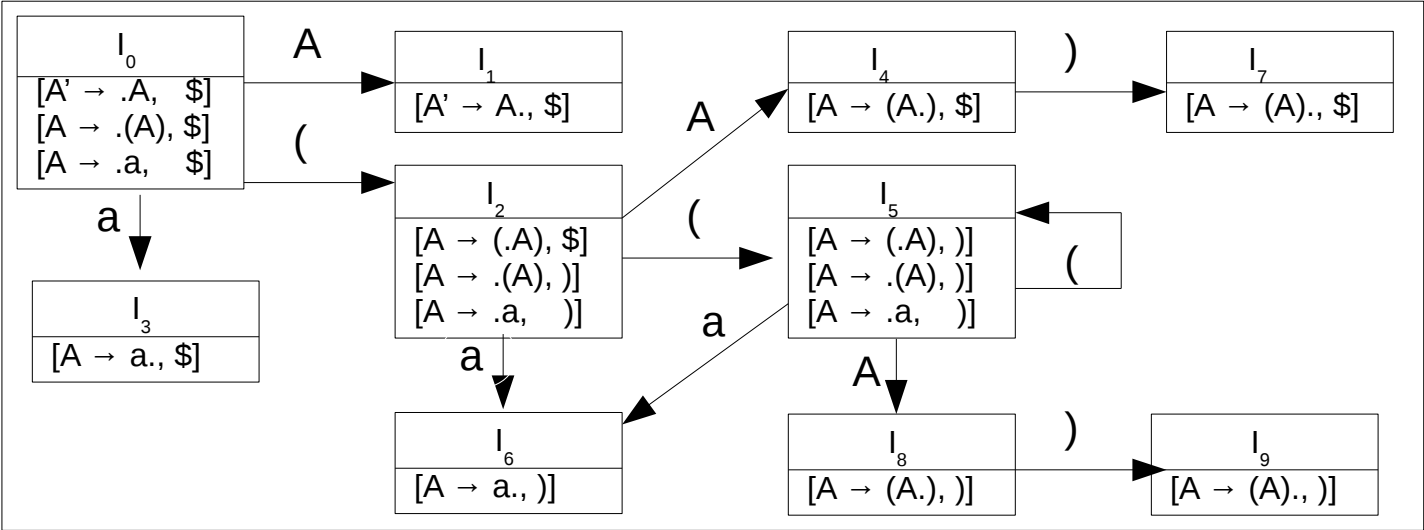 I0
[A’ → .A, $]
[A → .(A), $]
[A → .a, $]
A
(
a
I1
[A’ → A., $]
I2
[A → (.A), $]
[A → .(A), )]
[A → .a, )]
A
(
a
I3
[A → a., $]
I4
[A → (A.), $]
)
I7
[A → (A)., $]
I5
[A → (.A), )]
[A → .(A), )]
[A → .a, )]
(
a
A
I6
[A → a., )]
I8
[A → (A.), )]
)
I9
[A → (A)., )]